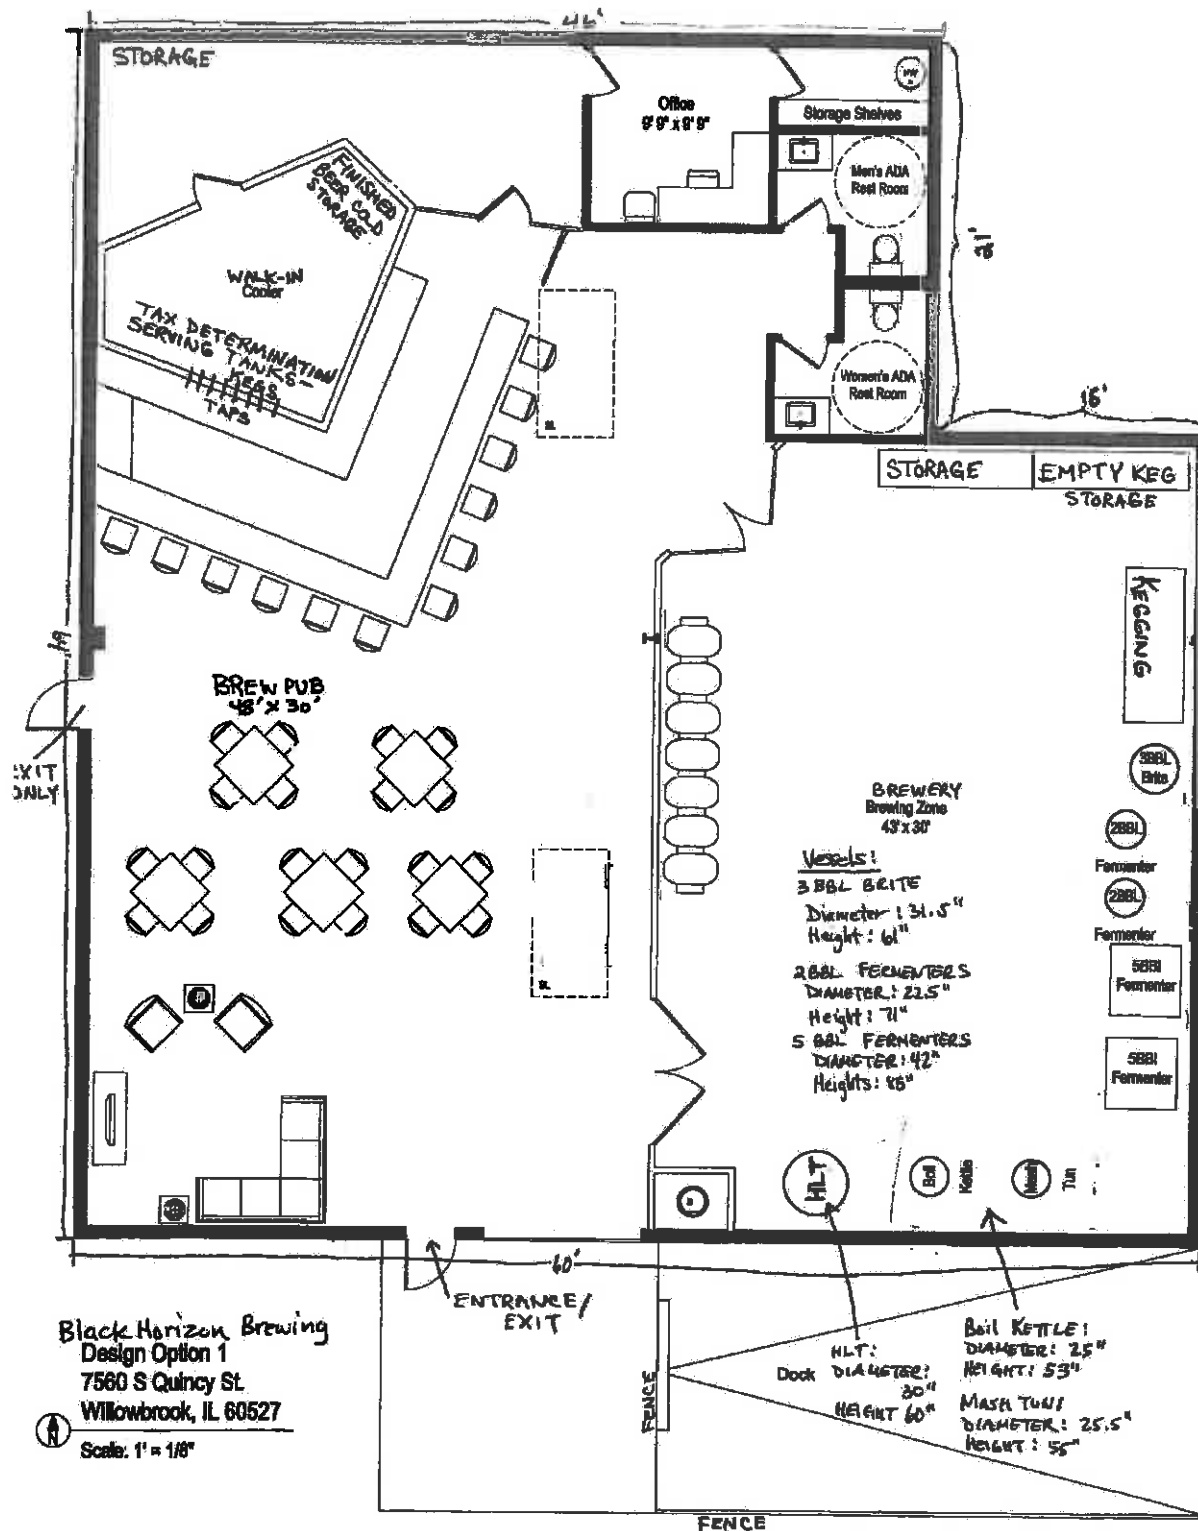 STORAGE
Office
9'9" x 9'9"
Storage Shelves
Men's ADA
Rest Room
FINISHED
BEER COLD
STORAGE
WALK-IN
Cooler
TAX DETERMINATION
SERVING TANKS-
KEGS
TAPS
Women's ADA
Rest Room
16'
STORAGE
EMPTY KEG
STORAGE
KEGGING
BREW PUB
48' x 30'
EXIT
ONLY
3BBL
Brite
2BBL
Fermenter
2BBL
Fermenter
5BBl
Fermenter
5BBl
Fermenter
BREWERY
Brewing Zone
43' x 30'
Vessels:
3 BBL BRITE
Diameter: 31.5"
Height: 61"
2 BBL FERMENTERS
DIAMETER: 22.5"
Height: 71"
5 BBL FERMENTERS
DIAMETER: 42"
Heights: 85"
HLT
Boil
Kettle
Mash
Tun
60'
ENTRANCE/
EXIT
Black Horizon Brewing
Design Option 1
7560 S Quincy St.
Willowbrook, IL 60527
N
Scale: 1' = 1/8"
FENCE
Dock
HLT:
DIAMETER:
30"
HEIGHT 60"
Boil KETTLE:
DIAMETER: 25"
HEIGHT: 53"
MASH TUN:
DIAMETER: 25.5"
HEIGHT: 55"
FENCE